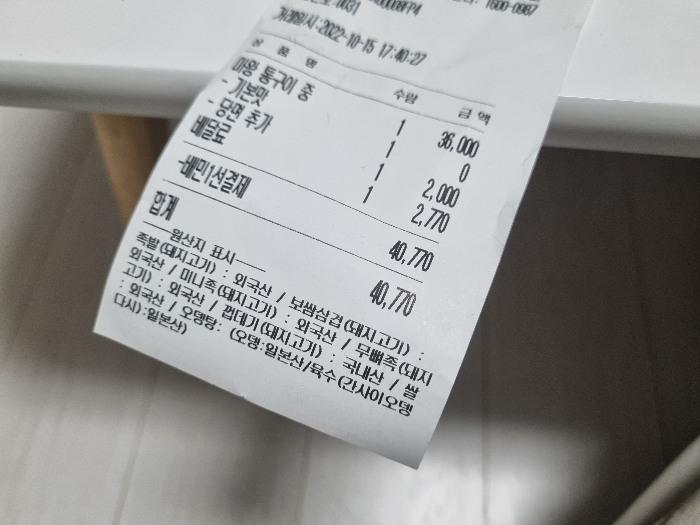 1600-0987
:0031
거래일시:2022-10-15 17:40:27
상 품 명 수량 금 액
미왕 통구이 중 1 36,000
- 기본맛 1 0
- 당면 추가 1 2,000
배달료 1 2,770
-배민1선결제 40,770
합계 40,770
원산지 표시
족발(돼지고기) : 외국산 / 보쌈삼겹(돼지고기) :
외국산 / 미니족(돼지고기) : 외국산 / 무뼈족(돼지
고기) : 외국산 / 껍데기(돼지고기) : 국내산 / 쌀
: 외국산 / 오뎅탕: (오뎅:일본산/육수(간사이오뎅
다시):일본산)